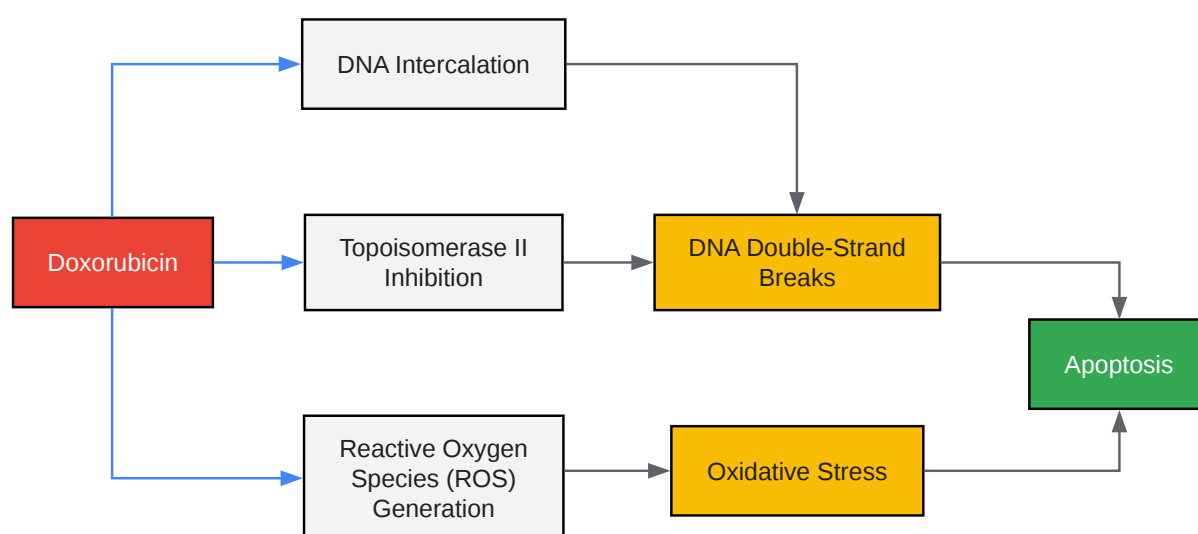 DNA Intercalation
Doxorubicin
Topoisomerase II
Inhibition
DNA Double-Strand
Breaks
Apoptosis
Reactive Oxygen
Species (ROS)
Generation
Oxidative Stress